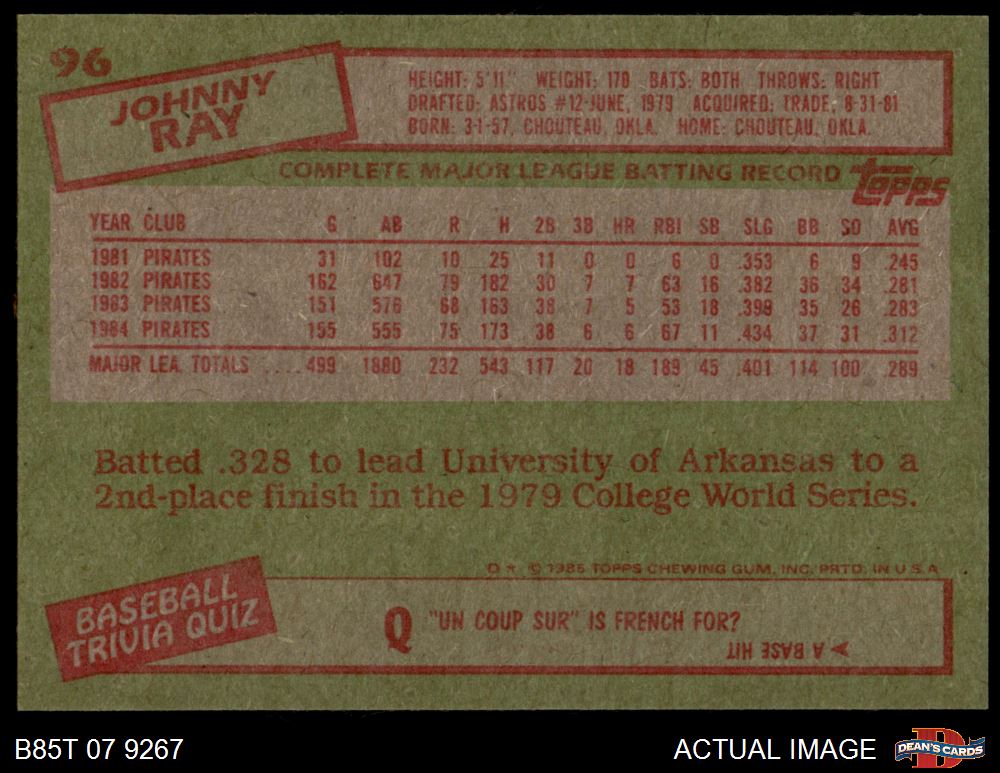 96
JOHNNY
RAY
HEIGHT: 5'11" WEIGHT: 170 BATS: BOTH THROWS: RIGHT
DRAFTED: ASTROS #12-JUNE, 1979 ACQUIRED: TRADE, 8-31-81
BORN: 3-1-57, CHOUTEAU, OKLA. HOME: CHOUTEAU, OKLA.
COMPLETE MAJOR LEAGUE BATTING RECORD
topps
YEAR CLUB G AB R H 2B 3B HR RBI SB SLG BB SO AVG
1981 PIRATES 31 102 10 25 11 0 0 6 0 .353 6 9 .245
1982 PIRATES 162 647 79 182 30 7 7 63 16 .382 36 34 .281
1983 PIRATES 151 576 68 163 38 7 5 53 18 .399 35 26 .283
1984 PIRATES 155 555 75 173 38 6 6 67 11 .434 37 31 .312
MAJOR LEA. TOTALS ....499 1880 232 543 117 20 18 189 45 .401 114 100 .289
Batted .328 to lead University of Arkansas to a
2nd-place finish in the 1979 College World Series.
D * © 1985 TOPPS CHEWING GUM, INC. PRTD. IN U.S.A.
BASEBALL
TRIVIA QUIZ
Q "UN COUP SUR" IS FRENCH FOR?
A BASE HIT
B85T 07 9267
ACTUAL IMAGE
DEAN'S CARDS